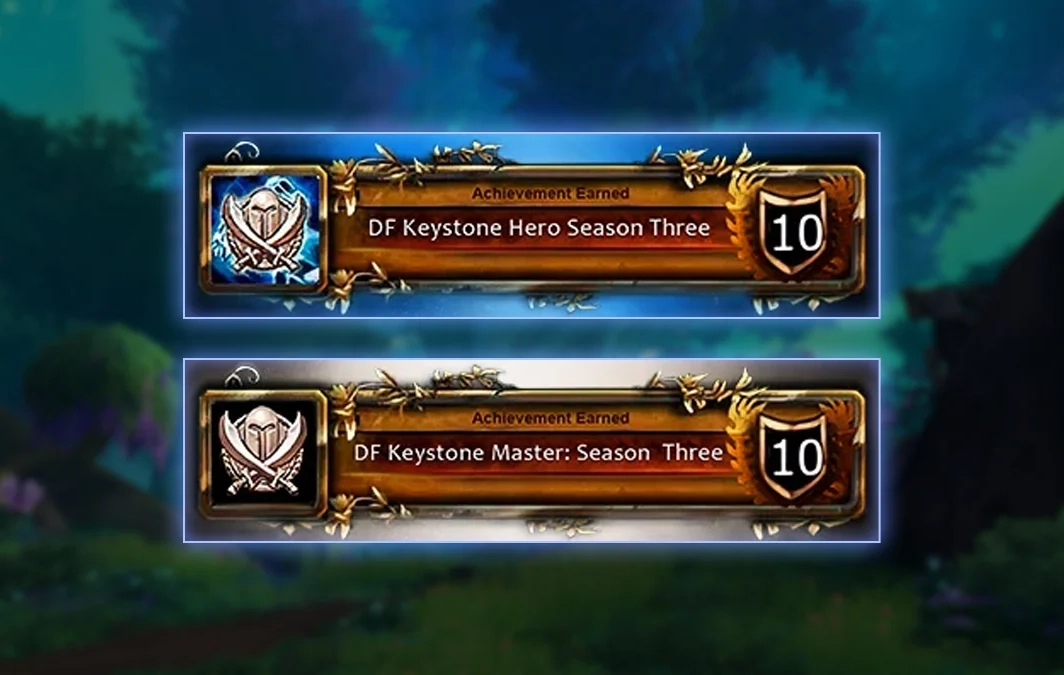 Achievement Earned
DF Keystone Hero Season Three
10
Achievement Earned
DF Keystone Master: Season  Three
10